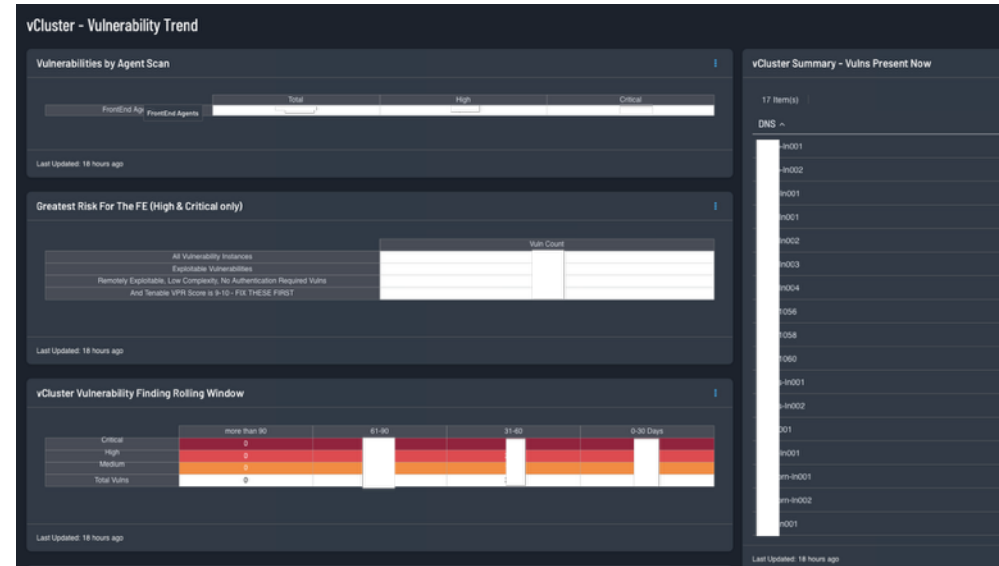 vCluster - Vulnerability Trend
Vulnerabilities by Agent Scan
Total High Critical
FrontEnd Age
FrontEnd Agents
Last Updated: 18 hours ago
Greatest Risk For The FE (High & Critical only)
Vuln Count
All Vulnerability Instances
Exploitable Vulnerabilities
Remotely Exploitable, Low Complexity, No Authentication Required Vulns
And Tenable VPR Score is 9-10 - FIX THESE FIRST
Last Updated: 18 hours ago
vCluster Vulnerability Finding Rolling Window
more than 90 61-90 31-60 0-30 Days
Critical 0
High 0
Medium 0
Total Vulns 0
Last Updated: 18 hours ago
vCluster Summary - Vulns Present Now
17 Item(s)
DNS
-ln001
-ln002
ln001
ln001
ln002
ln003
ln004
1056
1058
1060
s-ln001
s-ln002
001
ln001
orn-ln001
orn-ln002
n001
Last Updated: 18 hours ago